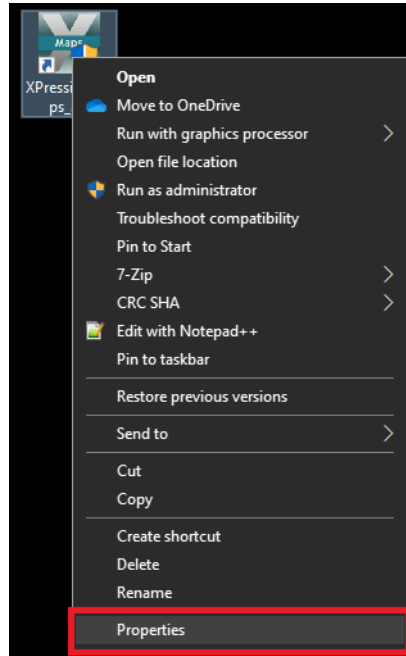 Maps
XPressi
ps_
Open
Move to OneDrive
Run with graphics processor
Open file location
Run as administrator
Troubleshoot compatibility
Pin to Start
7-Zip
CRC SHA
Edit with Notepad++
Pin to taskbar
Restore previous versions
Send to
Cut
Copy
Create shortcut
Delete
Rename
Properties